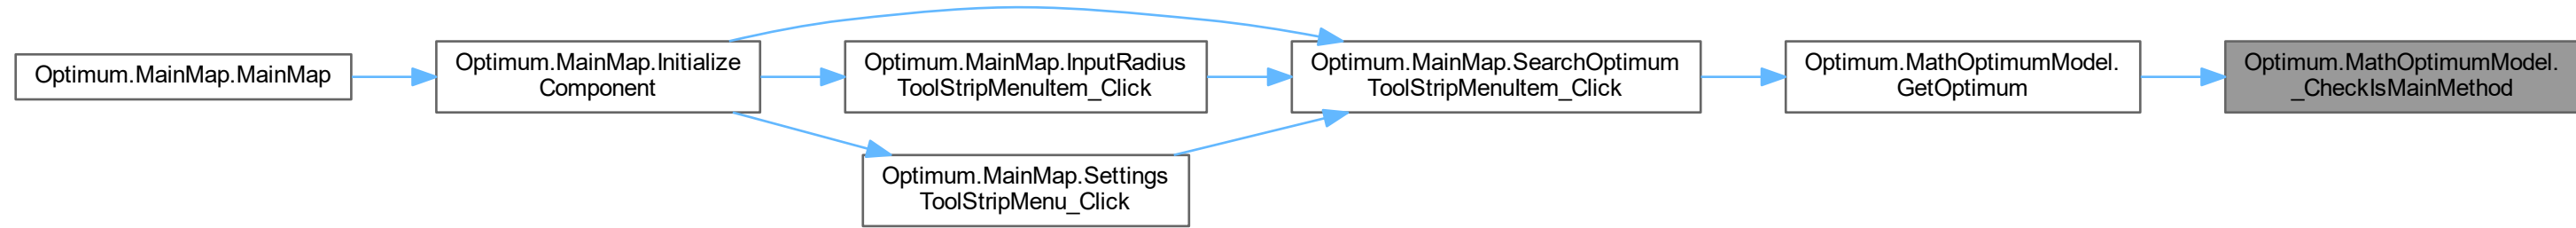 Optimum.MainMap.MainMap
Optimum.MainMap.Initialize
Component
Optimum.MainMap.InputRadius
ToolStripMenuItem_Click
Optimum.MainMap.Settings
ToolStripMenu_Click
Optimum.MainMap.SearchOptimum
ToolStripMenuItem_Click
Optimum.MathOptimumModel.
GetOptimum
Optimum.MathOptimumModel.
_CheckIsMainMethod